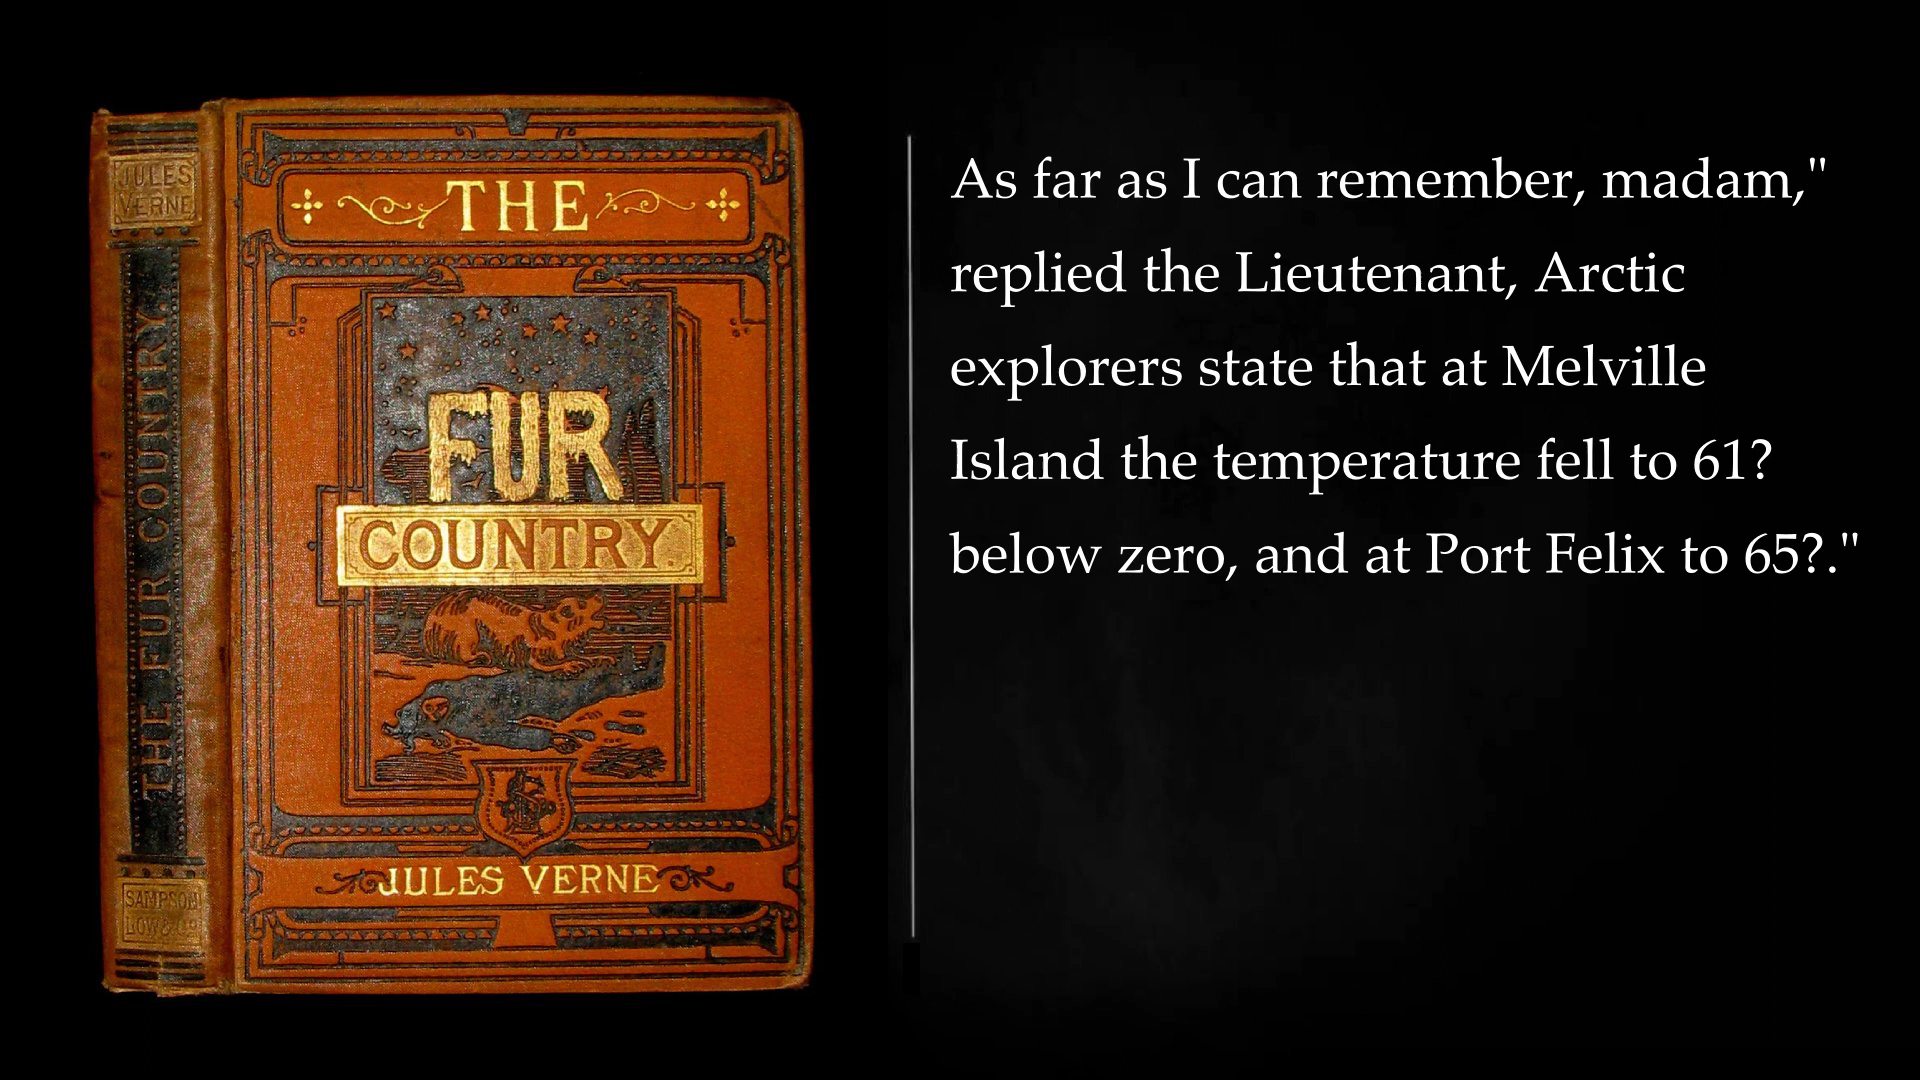 JULES
VERNE
THE FUR COUNTRY.
SAMPSON
LOW & Co
THE
FUR
COUNTRY.
JULES VERNE
As far as I can remember, madam,"
replied the Lieutenant, Arctic
explorers state that at Melville
Island the temperature fell to 61?
below zero, and at Port Felix to 65?."